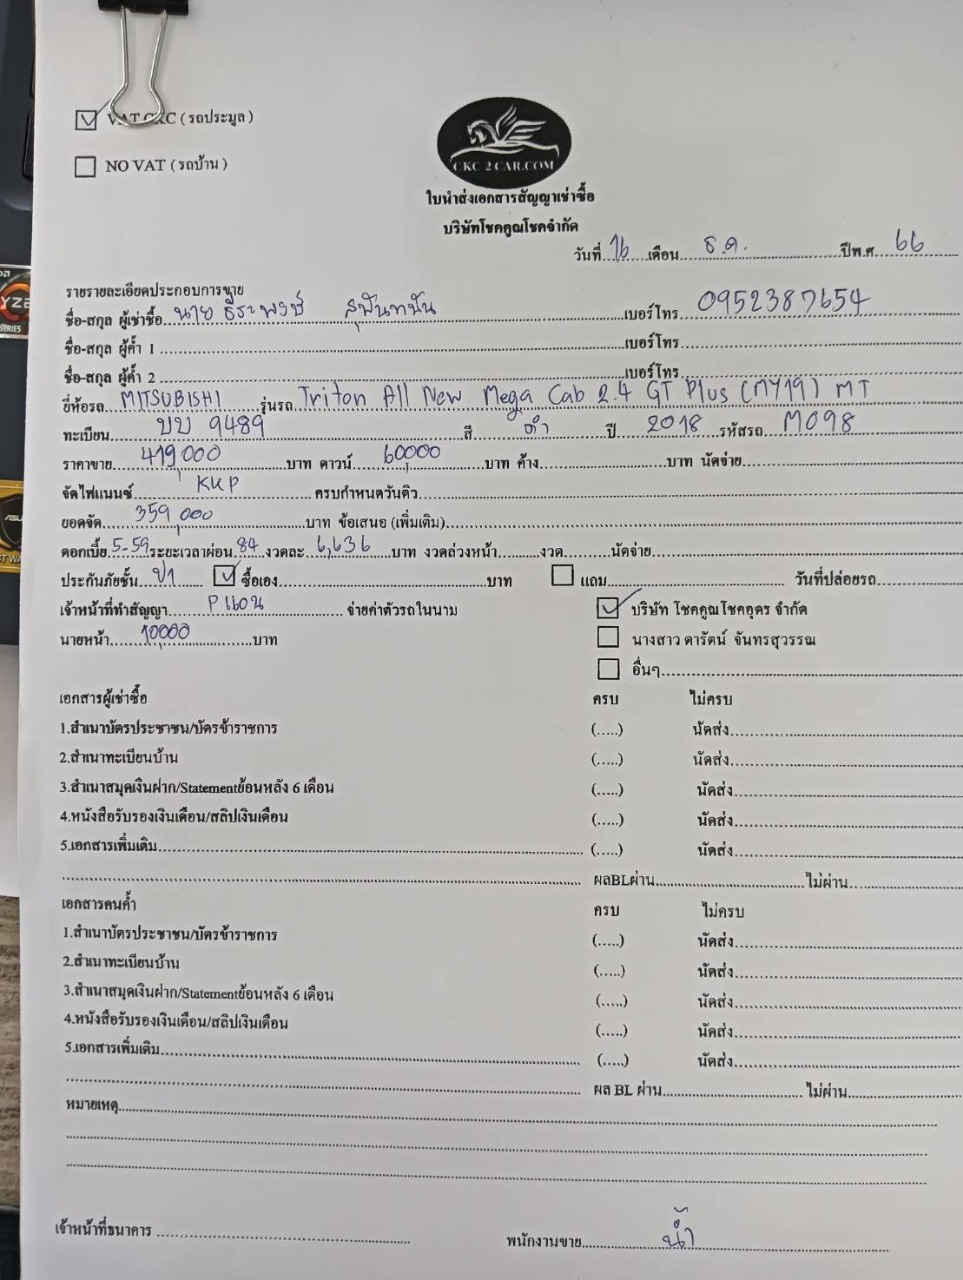 VAT CKC ( รถประมูล )
NO VAT ( รถบ้าน )
CKC 2 CAR.COM
ใบนำส่งเอกสารสัญญาเช่าซื้อ
บริษัทโชคคูณโชคจำกัด
วันที่ 16 เดือน ธ.ค. ปีพ.ศ. 66
รายรายละเอียดประกอบการขาย
ชื่อ-สกุล ผู้เช่าซื้อ นาย ธีระพงษ์ สุพันทนัน เบอร์โทร 0952387654
ชื่อ-สกุล ผู้ค้ำ 1 เบอร์โทร
ชื่อ-สกุล ผู้ค้ำ 2 เบอร์โทร
ยี่ห้อรถ MITSUBISHI รุ่นรถ Triton All New Mega Cab 2.4 GT Plus (MY19) MT
ทะเบียน บบ 9489 สี ดำ ปี 2018 รหัสรถ M098
ราคาขาย 419,000 บาท ดาวน์ 60,000 บาท ค้าง บาท นัดจ่าย
จัดไฟแนนซ์ KKP ครบกำหนดวันติว
ยอดจัด 359,000 บาท ข้อเสนอ (เพิ่มเติม)
ดอกเบี้ย 5.59 ระยะเวลาผ่อน 84 งวดละ 6,636 บาท งวดล่วงหน้า งวด นัดจ่าย
ประกันภัยชั้น ป1 ซื้อเอง บาท แถม วันที่ปล่อยรถ
เจ้าหน้าที่ทำสัญญา P แอน จ่ายค่าตัวรถในนาม บริษัท โชคคูณโชคอุดร จำกัด
นายหน้า 10,000 บาท นางสาว ดารัตน์ จันทรสุวรรณ
อื่นๆ
เอกสารผู้เช่าซื้อ ครบ ไม่ครบ
1.สำเนาบัตรประชาชน/บัตรข้าราชการ (.....) นัดส่ง
2.สำเนาทะเบียนบ้าน (.....) นัดส่ง
3.สำเนาสมุดเงินฝาก/Statementย้อนหลัง 6 เดือน (.....) นัดส่ง
4.หนังสือรับรองเงินเดือน/สลิปเงินเดือน (.....) นัดส่ง
5.เอกสารเพิ่มเติม (.....) นัดส่ง
ผลBLผ่าน ไม่ผ่าน
เอกสารคนค้ำ ครบ ไม่ครบ
1.สำเนาบัตรประชาชน/บัตรข้าราชการ (.....) นัดส่ง
2.สำเนาทะเบียนบ้าน (.....) นัดส่ง
3.สำเนาสมุดเงินฝาก/Statementย้อนหลัง 6 เดือน (.....) นัดส่ง
4.หนังสือรับรองเงินเดือน/สลิปเงินเดือน (.....) นัดส่ง
5.เอกสารเพิ่มเติม (.....) นัดส่ง
ผล BL ผ่าน ไม่ผ่าน
หมายเหตุ
เจ้าหน้าที่ธนาคาร พนักงานขาย น้ำ